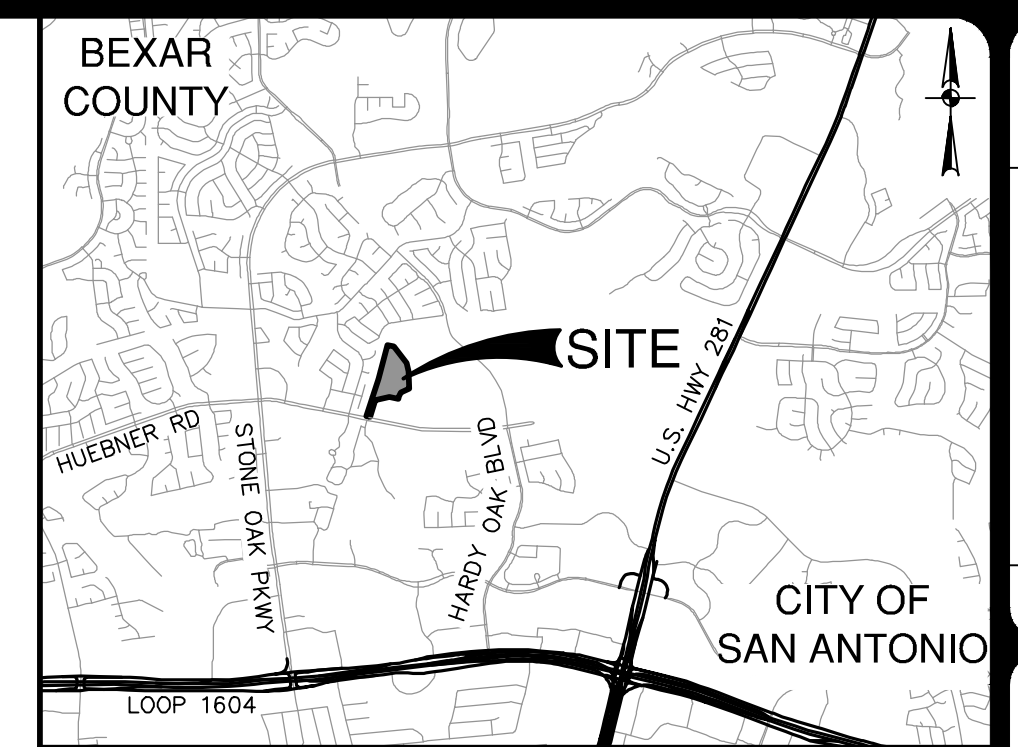 BEXAR
COUNTY
SITE
U.S. HWY 281
HUEBNER RD
STONE OAK PKWY
HARDY OAK BLVD
CITY OF
SAN ANTONIO
LOOP 1604